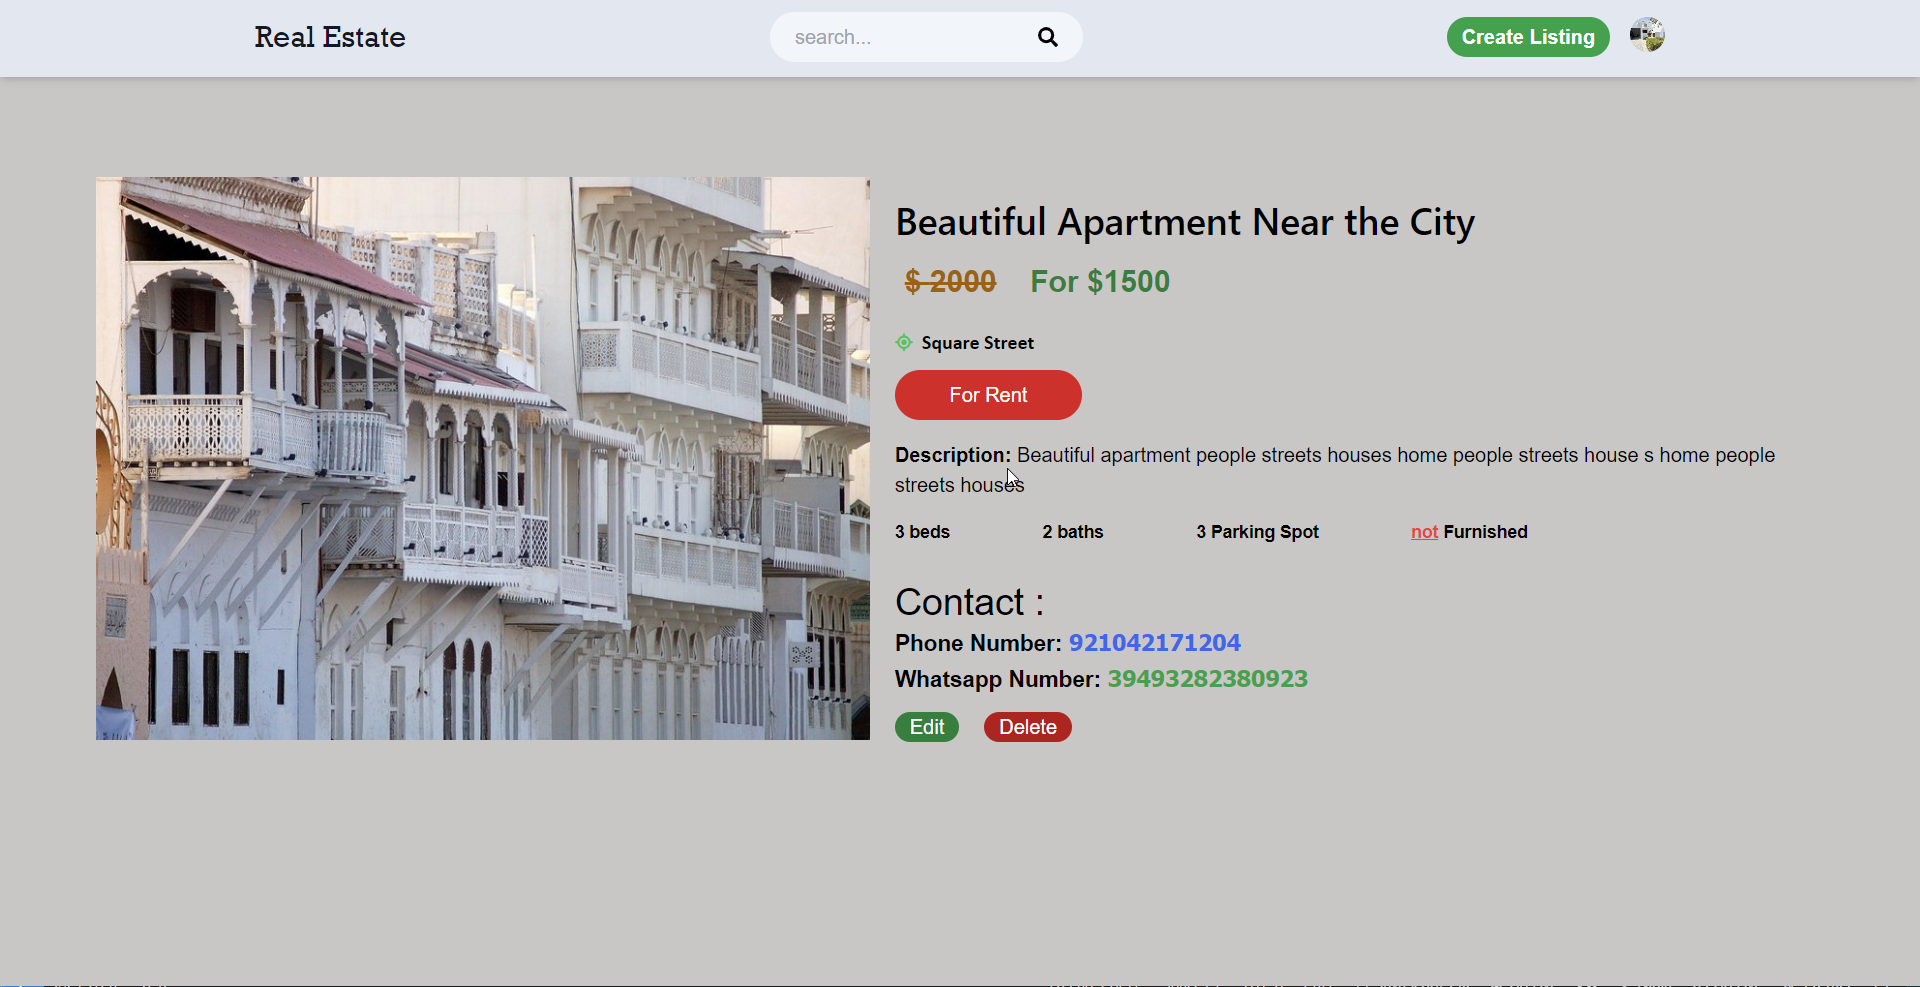 Real Estate
search...
Create Listing
Beautiful Apartment Near the City
$ 2000 For $1500
Square Street
For Rent
Description: Beautiful apartment people streets houses home people streets house s home people
streets houses
3 beds 2 baths 3 Parking Spot not Furnished
Contact :
Phone Number: 921042171204
Whatsapp Number: 39493282380923
Edit Delete